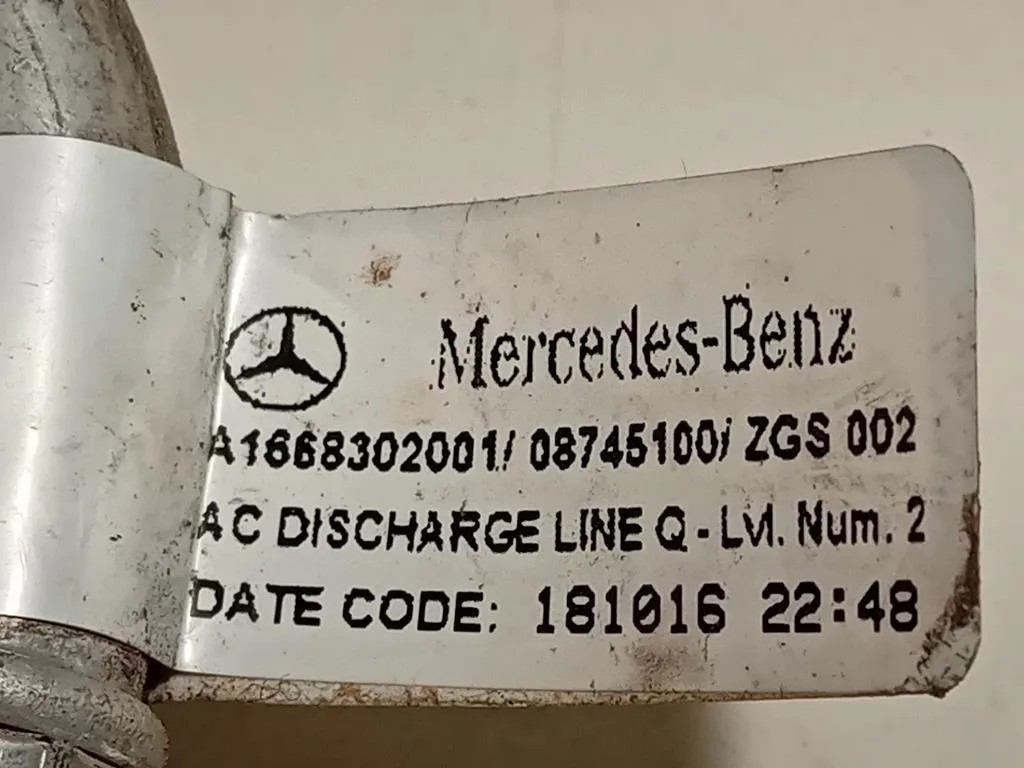 Mercedes-Benz
A1668302001/ 08745100/ ZGS 002
AC DISCHARGE LINE Q - Lvl. Num. 2
DATE CODE: 181016 22:48